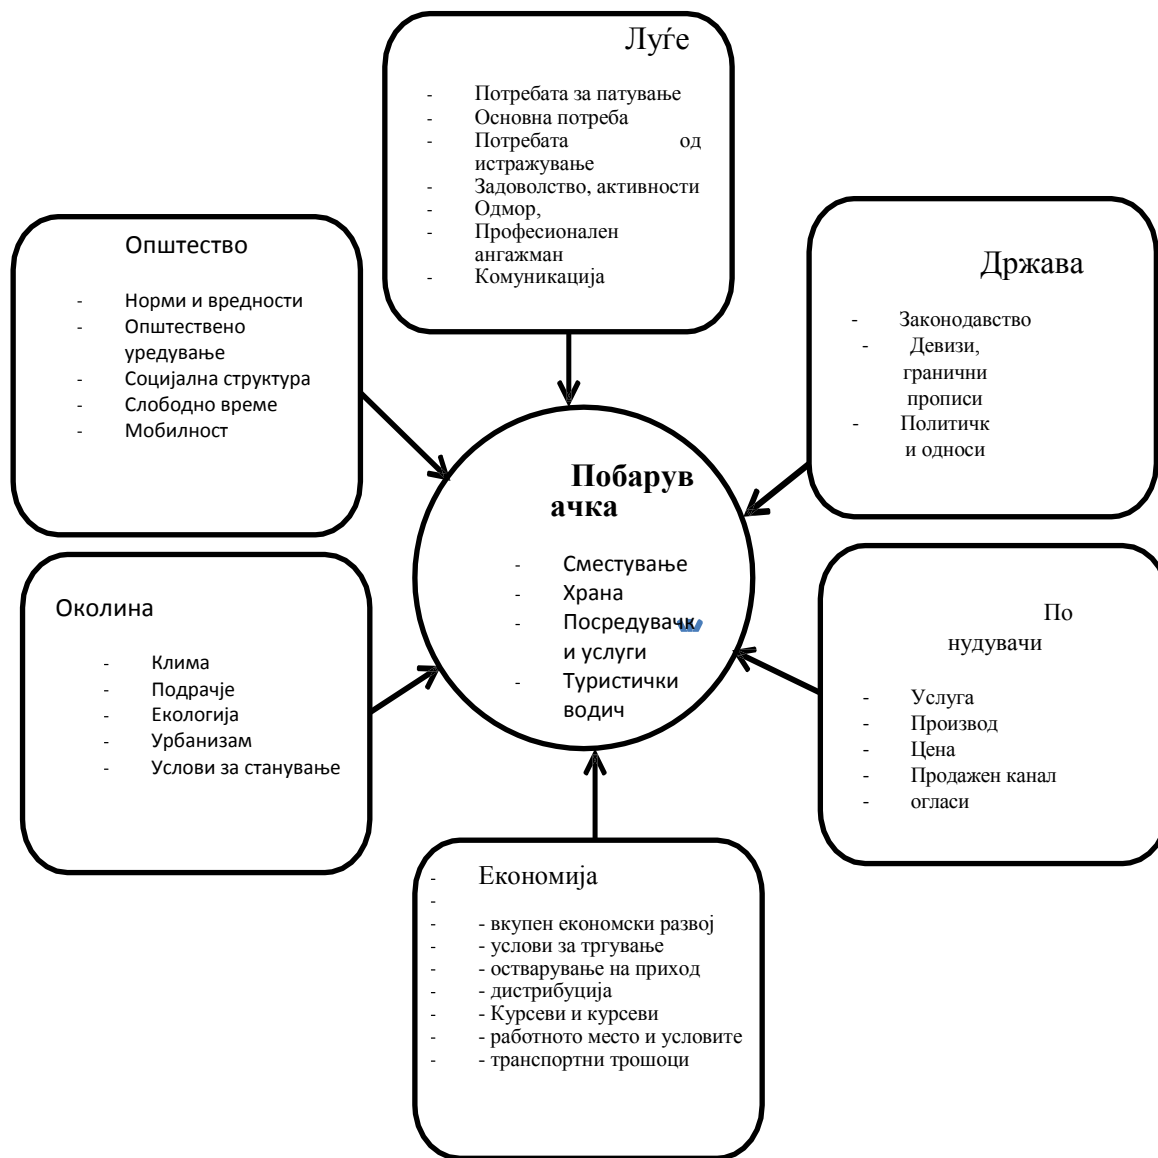 Луѓе
- Потребата за патување
- Основна потреба
- Потребата од
истражување
- Задоволство, активности
- Одмор,
- Професионален
ангажман
- Комуникација
Општество
- Норми и вредности
- Општествено
уредување
- Социјална структура
- Слободно време
- Мобилност
Држава
- Законодавство
- Девизи,
гранични
прописи
- Политичк
и односи
Побарув
ачка
- Сместување
- Храна
- Посредувачк
и услуги
- Туристички
водич
Околина
- Клима
- Подрачје
- Екологија
- Урбанизам
- Услови за станување
По
нудувачи
- Услуга
- Производ
- Цена
- Продажен канал
- огласи
- Економија
-
- - вкупен економски развој
- - услови за тргување
- - остварување на приход
- - дистрибуција
- - Курсеви и курсеви
- - работното место и условите
- - транспортни трошоци